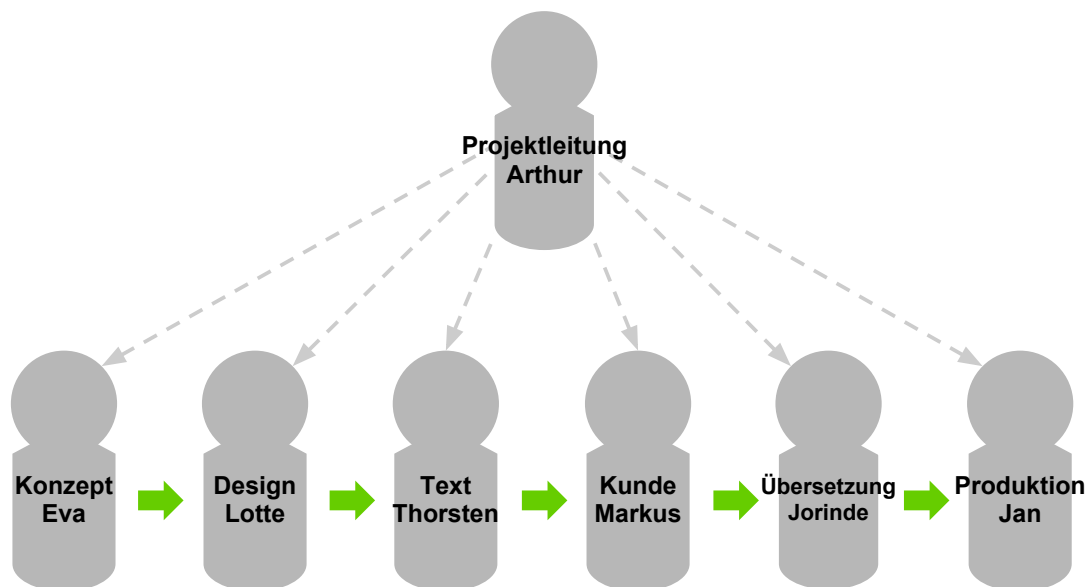 Projektleitung
Arthur
Konzept
Eva
Design
Lotte
Text
Thorsten
Kunde
Markus
Übersetzung
Jorinde
Produktion
Jan